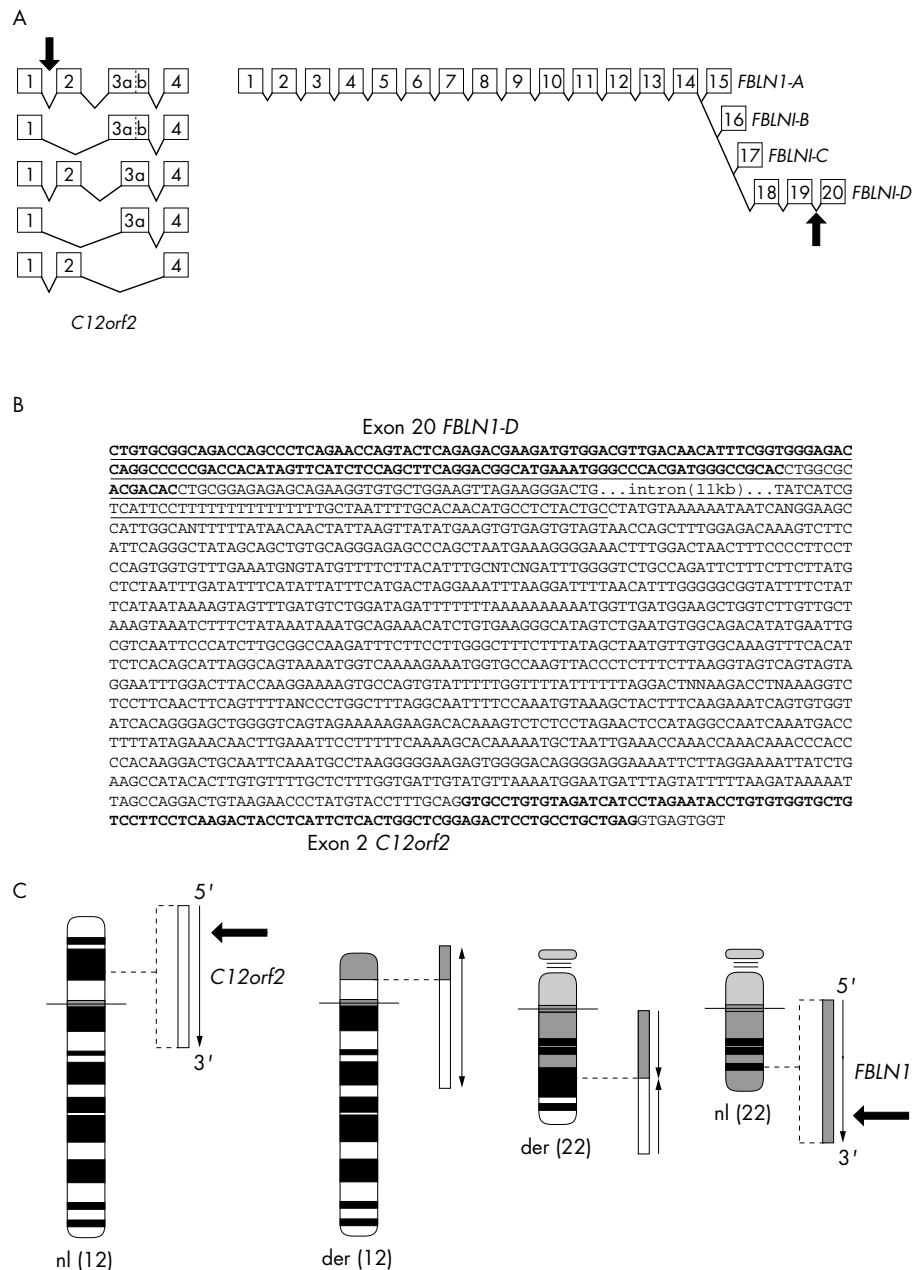 A
1 2 3a b 4
1 3a b 4
1 2 3a 4
1 3a 4
1 2 4
C12orf2
1 2 3 4 5 6 7 8 9 10 11 12 13 14 15 FBLN1-A
16 FBLNI-B
17 FBLNI-C
18 19 20 FBLNI-D
B
Exon 20 FBLN1-D
CTGTGCGGCAGACCAGCCCTCAGAACCAGTACTCAGAGACGAAGATGTGGACGTTGACAACATTTCGGTGGGAGAC
CAGGCCCCCGACCACATAGTTCATCTCCAGCTTCAGGACGGCATGAAATGGGCCCACGATGGGCCGCACCTGGCGC
ACGACACCTGCGGAGAGAGCAGAAGGTGTGCTGGAAGTTAGAAGGGACTG...intron(11kb)...TATCATCG
TCATTCCTTTTTTTTTTTTTTTTTGCTAATTTTGCACAACATGCCTCTACTGCCTATGTAAAAAATAATCANGGAAGC
CATTGGCANTTTTTATAACAACTATTAAGTTATATGAAGTGTGAGTGTAGTAACCAGCTTTGGAGACAAAGTCTTC
ATTCAGGGCTATAGCAGCTGTGCAGGGAGAGCCCAGCTAATGAAAGGGGAAACTTTGGACTAACTTTCCCCTTCCT
CCAGTGGTGTTTGAAATGNGTATGTTTTCTTACATTTGCNTCNGATTTGGGGTCTGCCAGATTCTTTCTTCTTATG
CTCTAATTTGATATTTCATATTATTTCATGACTAGGAAATTTAAGGATTTTAACATTTGGGGGCGGTATTTTCTAT
TCATAATAAAAGTAGTTTGATGTCTGGATAGATTTTTTTAAAAAAAAAATGGTTGATGGAAGCTGGTCTTGTTGCT
AAAGTAAATCTTTCTATAAATAAATGCAGAAACATCTGTGAAGGGCATAGTCTGAATGTGGCAGACATATGAATTG
CGTCAATTCCCATCTTGCGGCCAAGATTTCTTCCTTGGGCTTTCTTTATAGCTAATGTTGTGGCAAAGTTTCACAT
TCTCACAGCATTAGGCAGTAAAATGGTCAAAAGAAATGGTGCCAAGTTACCCTCTTTCTTAAGGTAGTCAGTAGTA
GGAATTTGGACTTACCAAGGAAAAGTGCCAGTGTATTTTTGGTTTTATTTTTTAGGACTNNAAGACCTNAAAGGTC
TCCTTCAACTTCAGTTTTANCCCTGGCTTTAGGCAATTTTCCAAATGTAAAGCTACTTTCAAGAAATCAGTGTGGT
ATCACAGGGAGCTGGGGTCAGTAGAAAAAGAAGACACAAAGTCTCTCCTAGAACTCCATAGGCCAATCAAATGACC
TTTTATAGAAACAACTTGAAATTCCTTTTTCAAAAGCACAAAATGCTAATTGAAACCAAACCAAACAAACCCACC
CCACAAGGACTGCAATTCAAATGCCTAAGGGGGAAGAGTGGGGACAGGGGAGGAAAATTCTTAGGAAAATTATCTG
AAGCCATACACTTGTGTTTTGCTCTTTGGTGATTGTATGTTAAAATGGAATGATTTAGTATTTTTAAGATAAAAAT
TAGCCAGGACTGTAAGAACCCTATGTACCTTTGCAGGTGCCTGTGTAGATCATCCTAGAATACCTGTGTGGTGCTG
TCCTTCCTCAAGACTACCTCATTCTCACTGGCTCGGAGACTCCTGCCTGCTGAGGTGAGTGGT
Exon 2 C12orf2
C
5'
C12orf2
3'
nl (12)
der (12)
der (22)
nl (22)
5'
FBLN1
3'